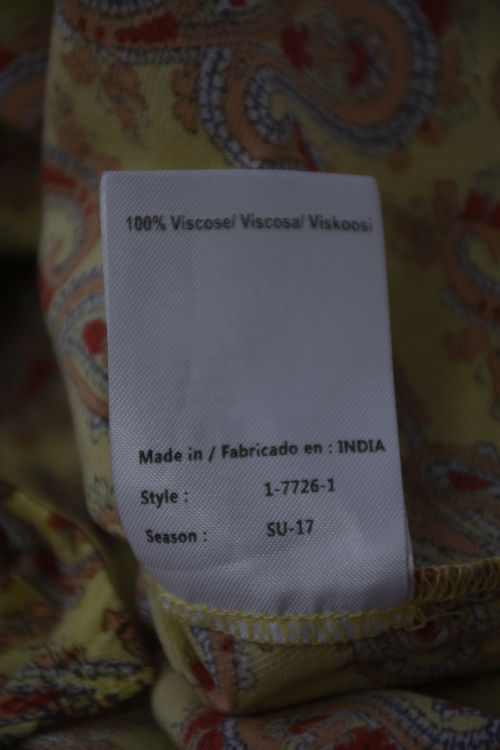 100% Viscose/ Viscosa/ Viskoosi
Made in / Fabricado en : INDIA
Style : 1-7726-1
Season : SU-17